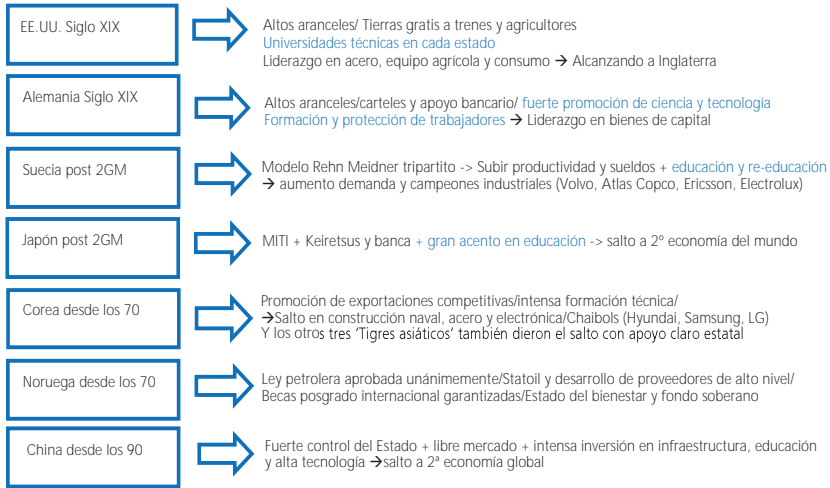 EE.UU. Siglo XIX
Altos aranceles/ Tierras gratis a trenes y agricultores
Universidades técnicas en cada estado
Liderazgo en acero, equipo agrícola y consumo → Alcanzando a Inglaterra
Alemania Siglo XIX
Altos aranceles/carteles y apoyo bancario/ fuerte promoción de ciencia y tecnología
Formación y protección de trabajadores → Liderazgo en bienes de capital
Suecia post 2GM
Modelo Rehn Meidner tripartito -> Subir productividad y sueldos + educación y re-educación
→ aumento demanda y campeones industriales (Volvo, Atlas Copco, Ericsson, Electrolux)
Japón post 2GM
MITI + Keiretsus y banca + gran acento en educación -> salto a 2º economía del mundo
Corea desde los 70
Promoción de exportaciones competitivas/intensa formación técnica/
→Salto en construcción naval, acero y electrónica/Chaibols (Hyundai, Samsung, LG)
Y los otros tres 'Tigres asiáticos' también dieron el salto con apoyo claro estatal
Noruega desde los 70
Ley petrolera aprobada unánimemente/Statoil y desarrollo de proveedores de alto nivel/
Becas posgrado internacional garantizadas/Estado del bienestar y fondo soberano
China desde los 90
Fuerte control del Estado + libre mercado + intensa inversión en infraestructura, educación
y alta tecnología →salto a 2ª economía global